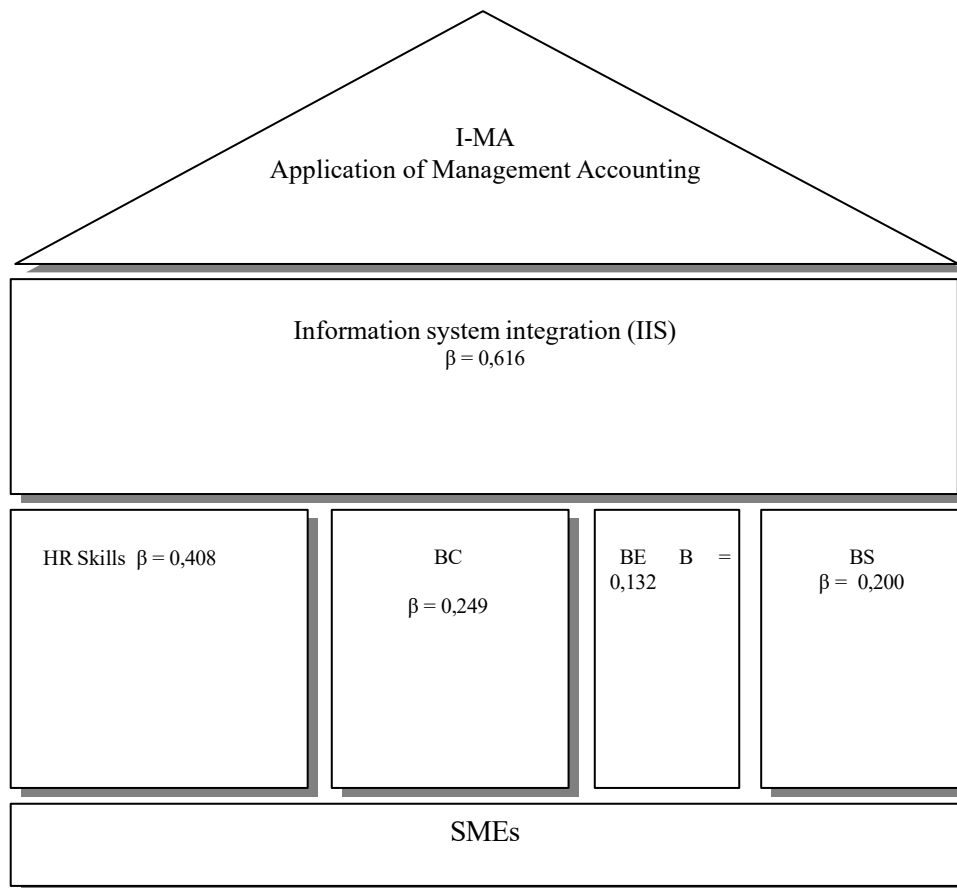 I-MA
Application of Management Accounting
Information system integration (IIS)
β = 0,616
HR Skills β = 0,408
BC
β = 0,249
BE B =
0,132
BS
β = 0,200
SMEs